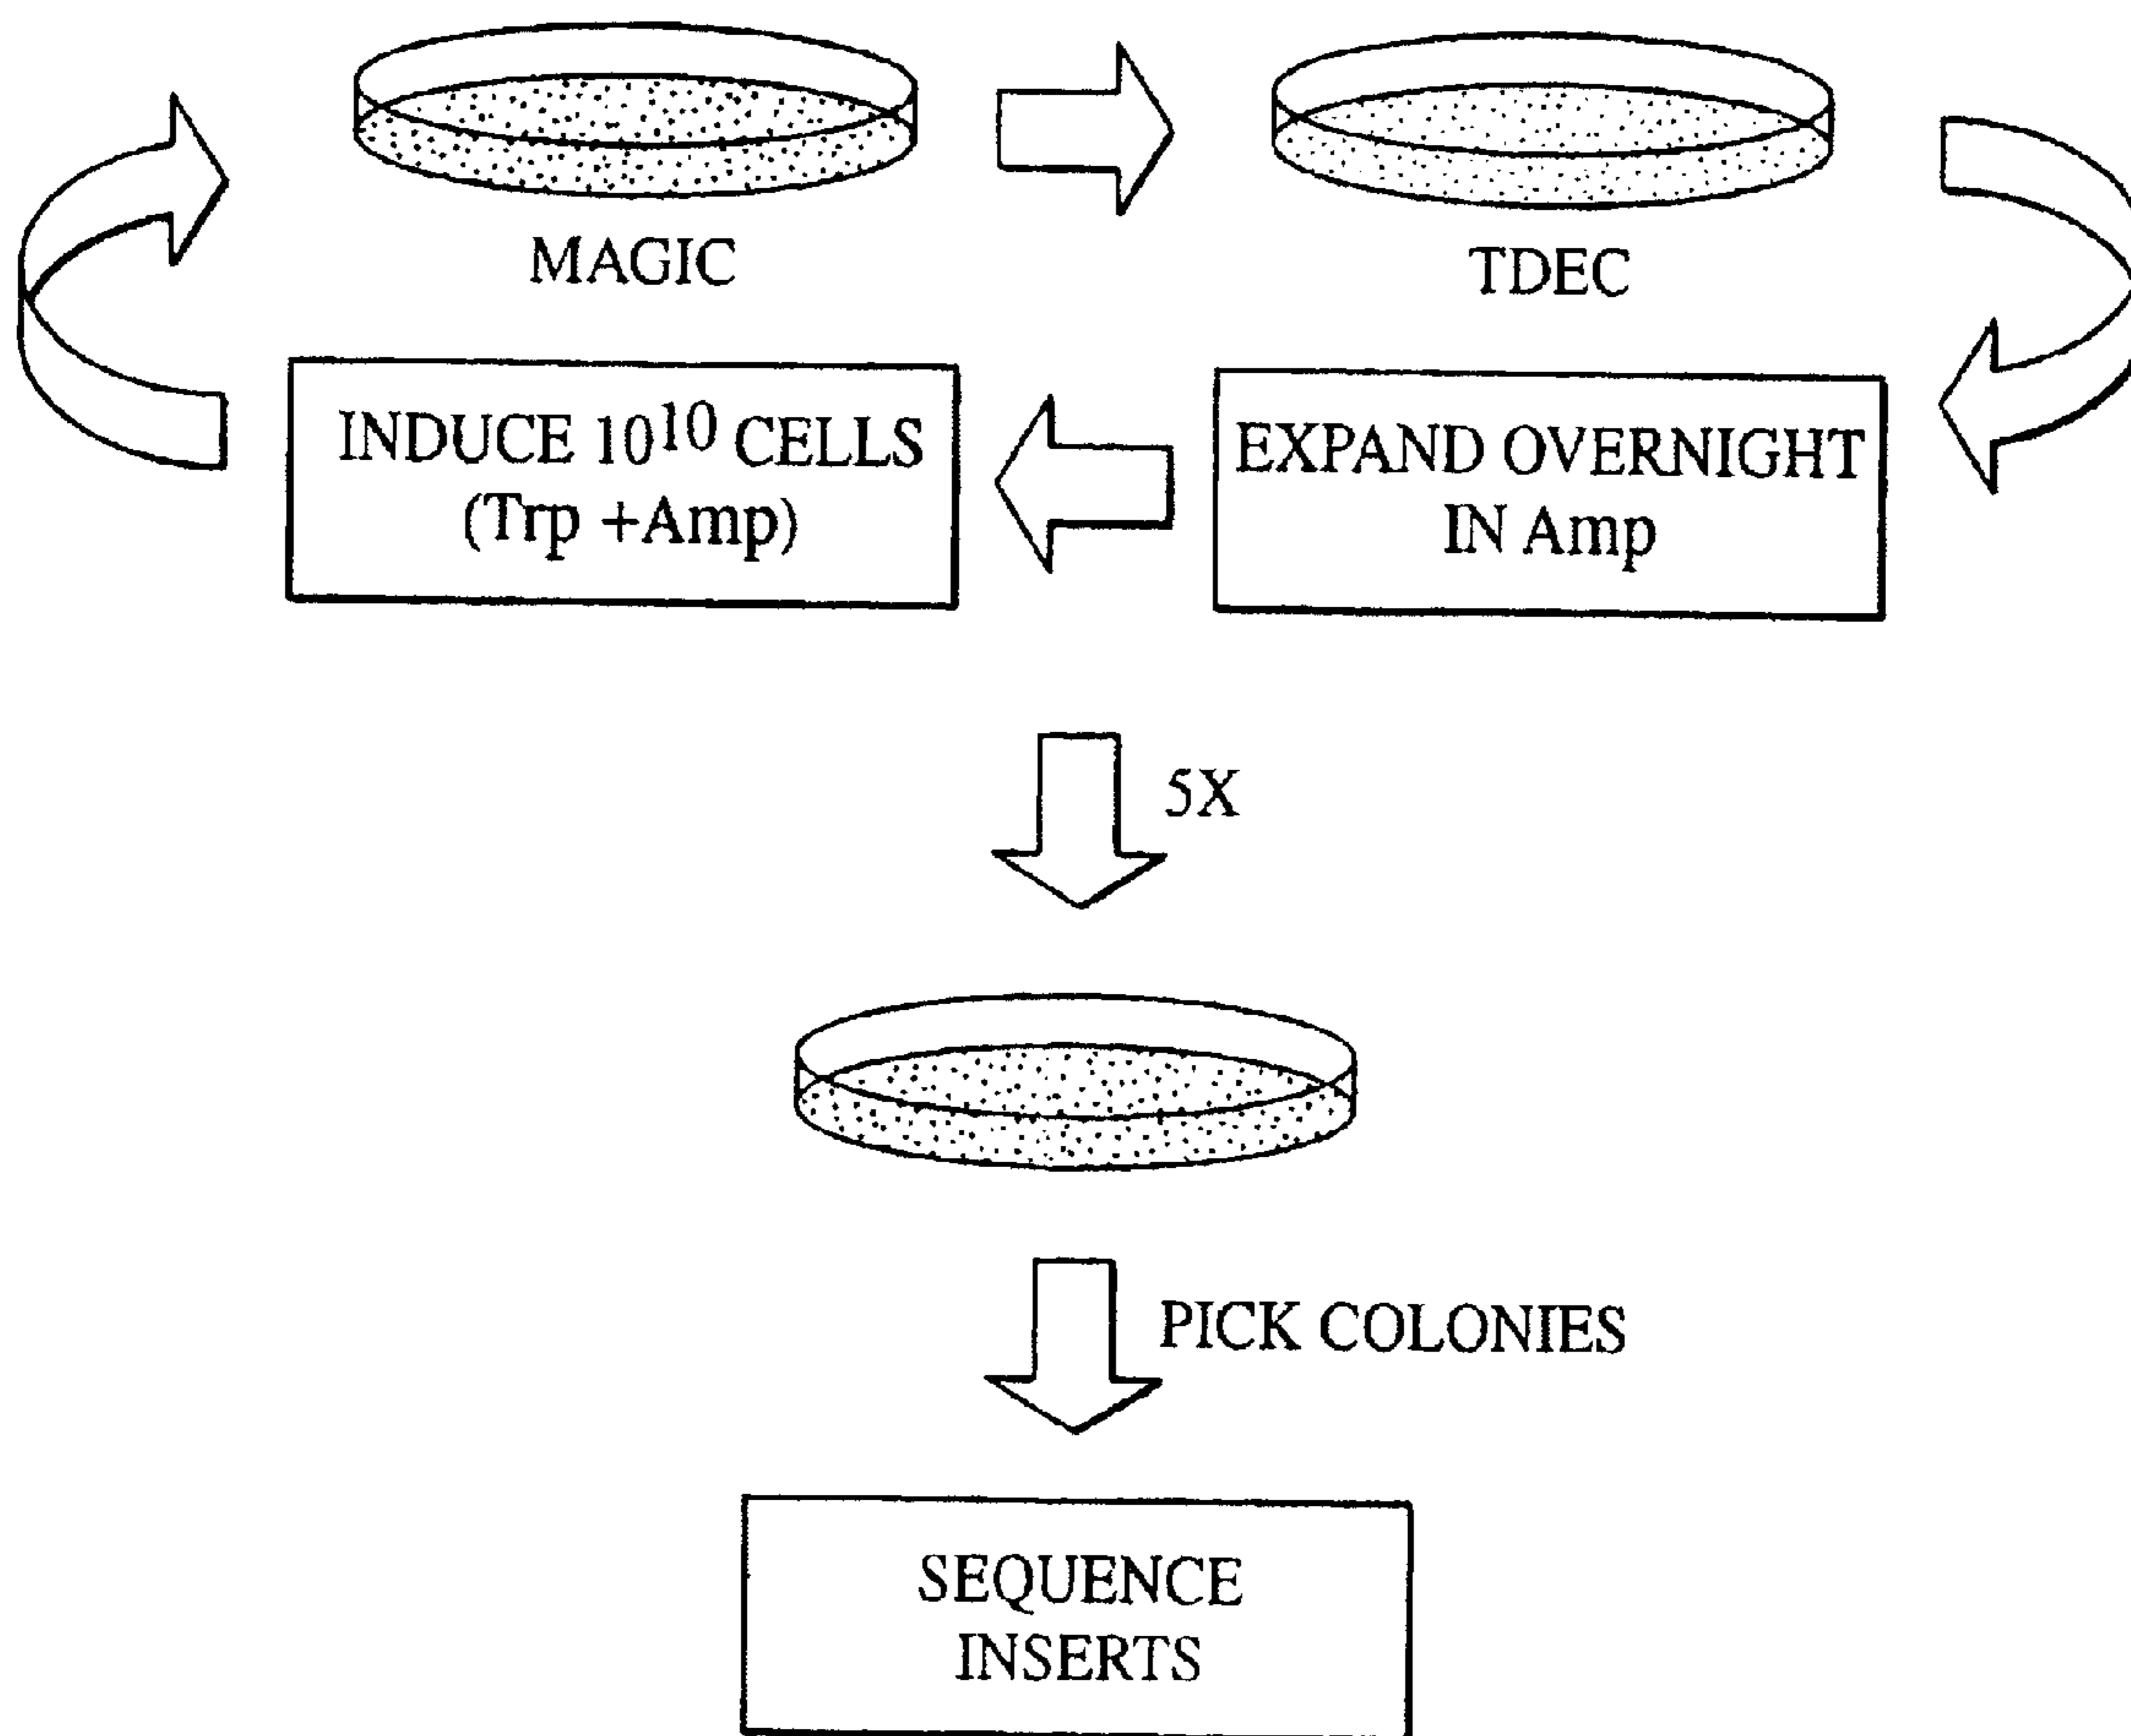 MAGIC
TDEC
INDUCE 10¹⁰ CELLS
(Trp +Amp)
EXPAND OVERNIGHT
IN Amp
5X
PICK COLONIES
SEQUENCE
INSERTS